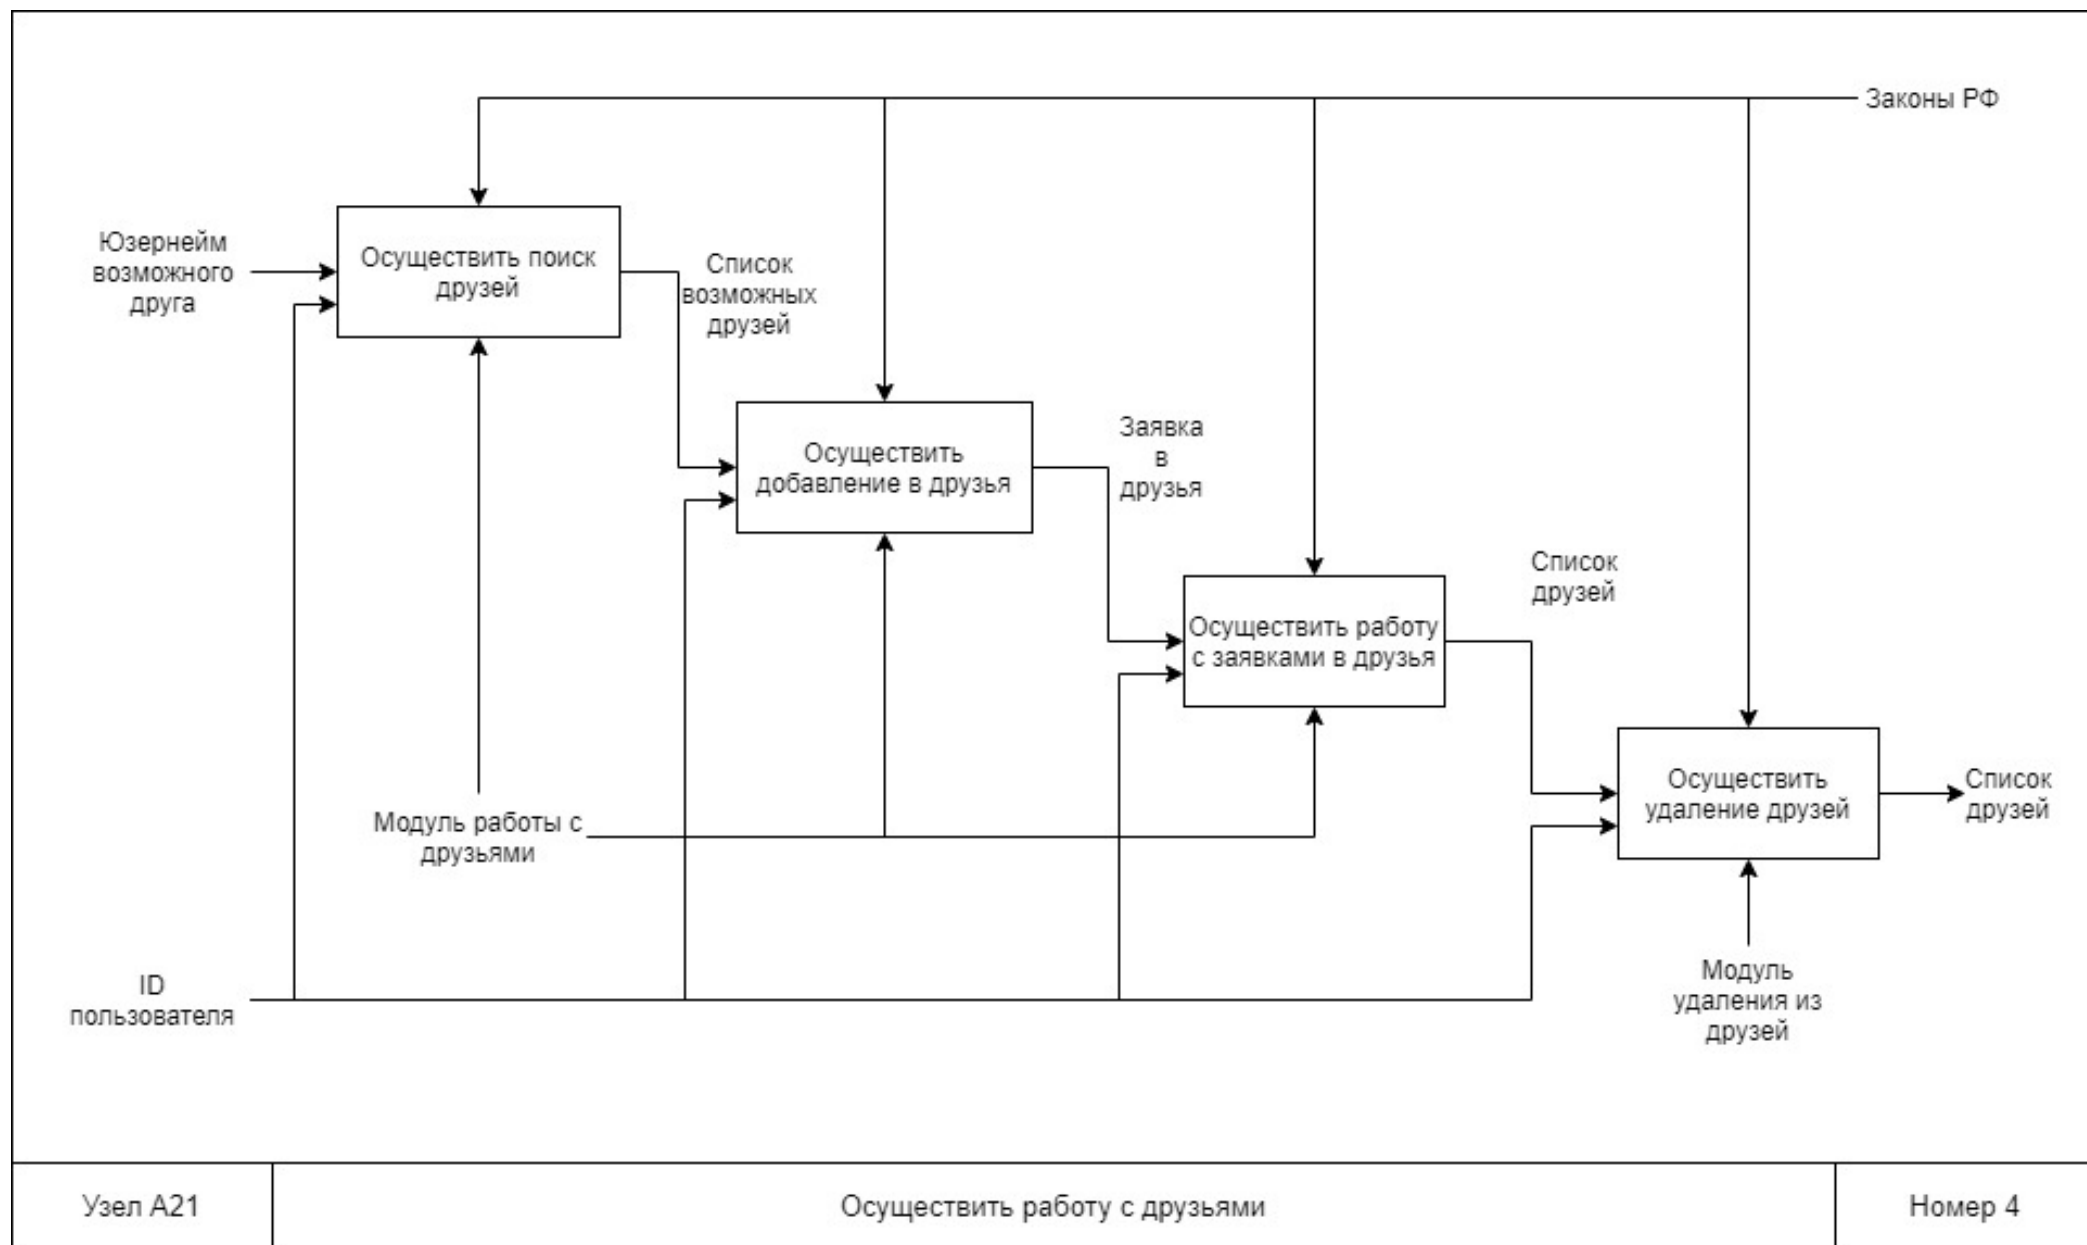 Законы РФ
Юзернейм
возможного
друга
Осуществить поиск
друзей
Список
возможных
друзей
Осуществить
добавление в друзья
Заявка
в
друзья
Осуществить работу
с заявками в друзья
Список
друзей
Осуществить
удаление друзей
Список
друзей
Модуль работы с
друзьями
ID
пользователя
Модуль
удаления из
друзей
Узел A21
Осуществить работу с друзьями
Номер 4